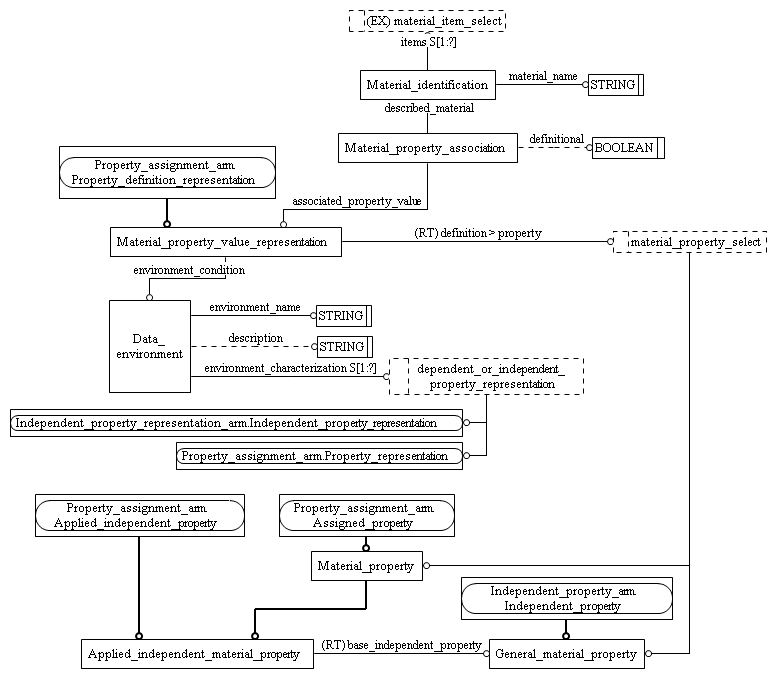 (EX) material_item_select
items S[1:?]
Material_identification
material_name
STRING
described_material
Material_property_association
definitional
BOOLEAN
Property_assignment_arm.
Property_definition_representation
associated_property_value
Material_property_value_representation
(RT) definition > property
material_property_select
environment_condition
Data_
environment
environment_name
STRING
description
STRING
environment_characterization S[1:?]
dependent_or_independent_
property_representation
Independent_property_representation_arm.Independent_property_representation
Property_assignment_arm.Property_representation
Property_assignment_arm.
Applied_independent_property
Property_assignment_arm.
Assigned_property
Material_property
Independent_property_arm.
Independent_property
Applied_independent_material_property
(RT) base_independent_property
General_material_property